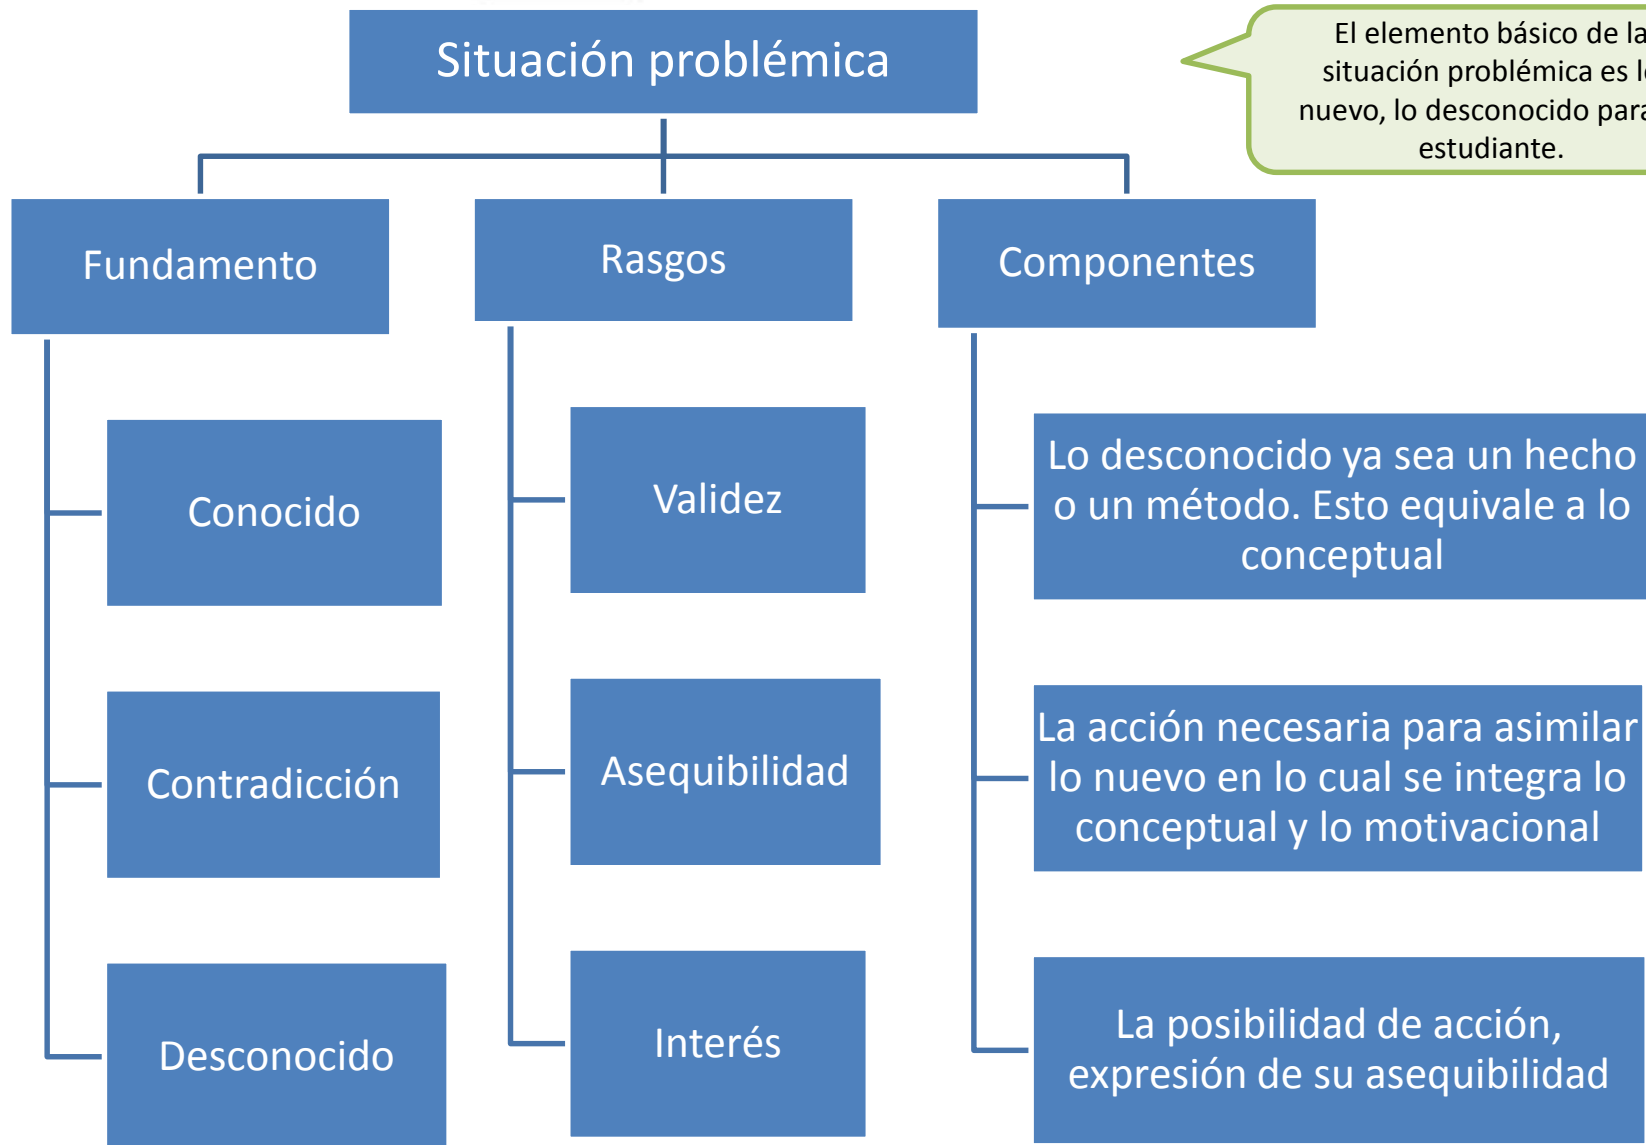 Situación problémica
El elemento básico de la
situación problémica es
nuevo, lo desconocido para
estudiante.
Fundamento
Conocido
Contradicción
Desconocido
Rasgos
Validez
Asequibilidad
Interés
Componentes
Lo desconocido ya sea un hecho
o un método. Esto equivale a lo
conceptual
La acción necesaria para asimilar
lo nuevo en lo cual se integra lo
conceptual y lo motivacional
La posibilidad de acción,
expresión de su asequibilidad